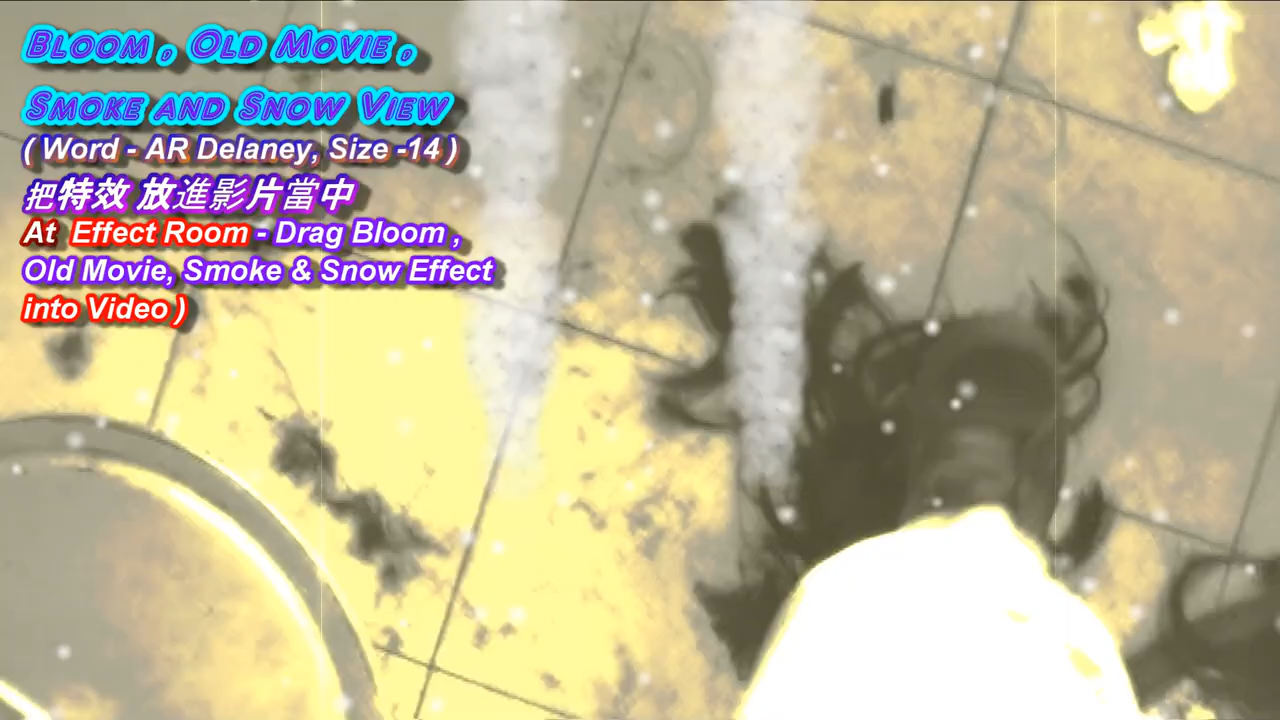 Bloom , Old Movie ,
Smoke and Snow View
( Word - AR Delaney, Size -14 )
把特效 放進影片當中
At  Effect Room - Drag Bloom ,
Old Movie, Smoke & Snow Effect
into Video )